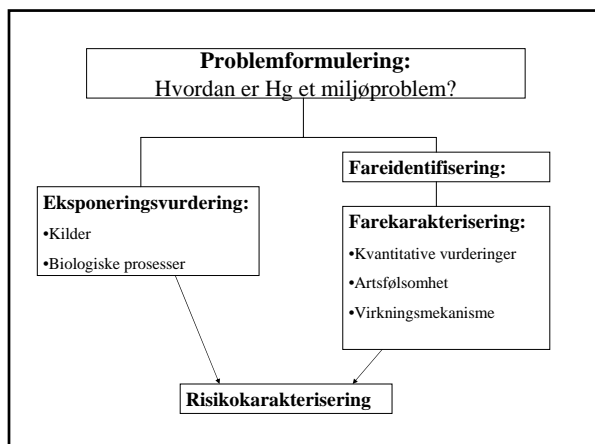 Problemformulering:
Hvordan er Hg et miljøproblem?
Fareidentifisering:
Eksponeringsvurdering:
•Kilder
•Biologiske prosesser
Farekarakterisering:
•Kvantitative vurderinger
•Artsfølsomhet
•Virkningsmekanisme
Risikokarakterisering